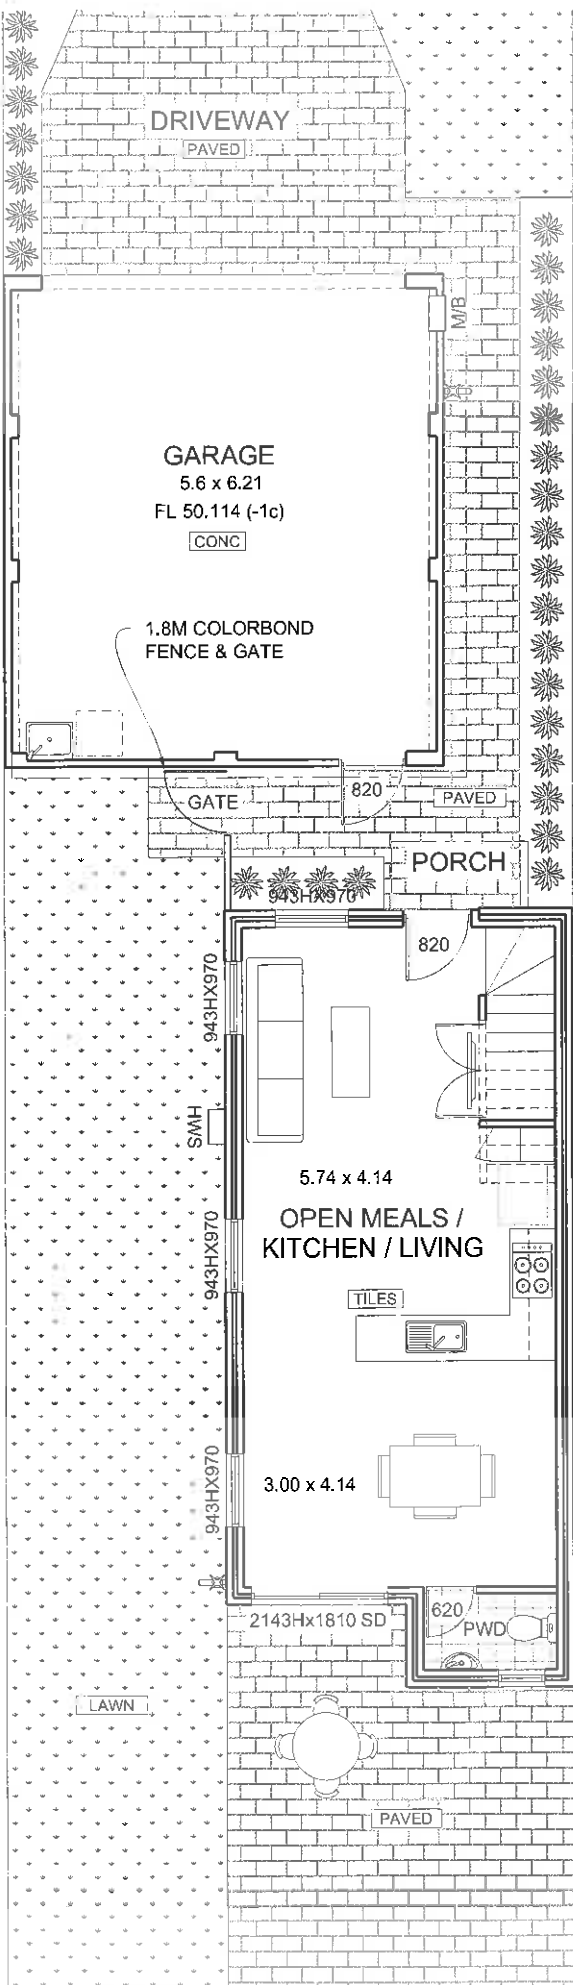 DRIVEWAY
PAVED
M/B
GARAGE
5.6 x 6.21
FL 50.114 (-1c)
CONC
1.8M COLORBOND
FENCE & GATE
GATE
820
PAVED
PORCH
943HX970
820
943HX970
HWS
5.74 x 4.14
OPEN MEALS /
KITCHEN / LIVING
943HX970
TILES
943HX970
3.00 x 4.14
2143Hx1810 SD
620
PWD
LAWN
PAVED